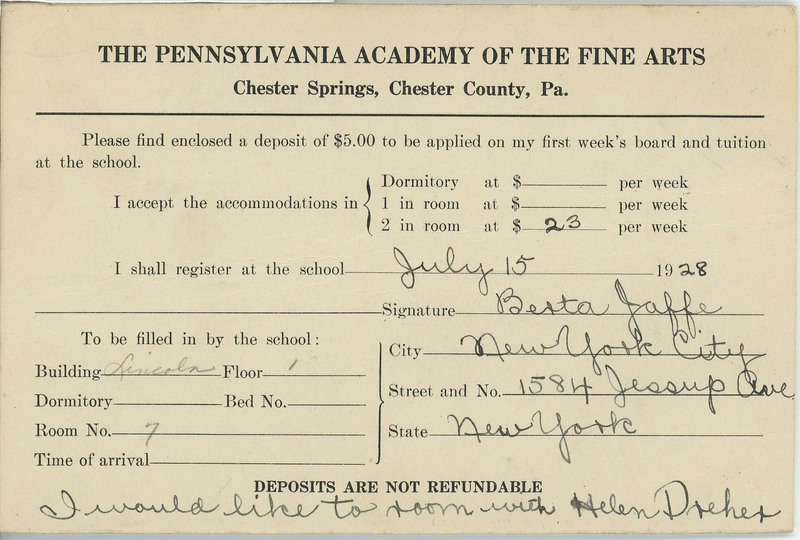 THE PENNSYLVANIA ACADEMY OF THE FINE ARTS
Chester Springs, Chester County, Pa.
Please find enclosed a deposit of $5.00 to be applied on my first week's board and tuition
at the school.
I accept the accommodations in
Dormitory at $ per week
1 in room at $ per week
2 in room at $ 23 per week
I shall register at the school July 15 1928
Signature Berta Jaffe
To be filled in by the school:
Building Lincoln Floor 1
Dormitory Bed No.
Room No. 7
Time of arrival
City New York City
Street and No. 1584 Jessup Ave.
State New York
DEPOSITS ARE NOT REFUNDABLE
I would like to room with Helen Dreher